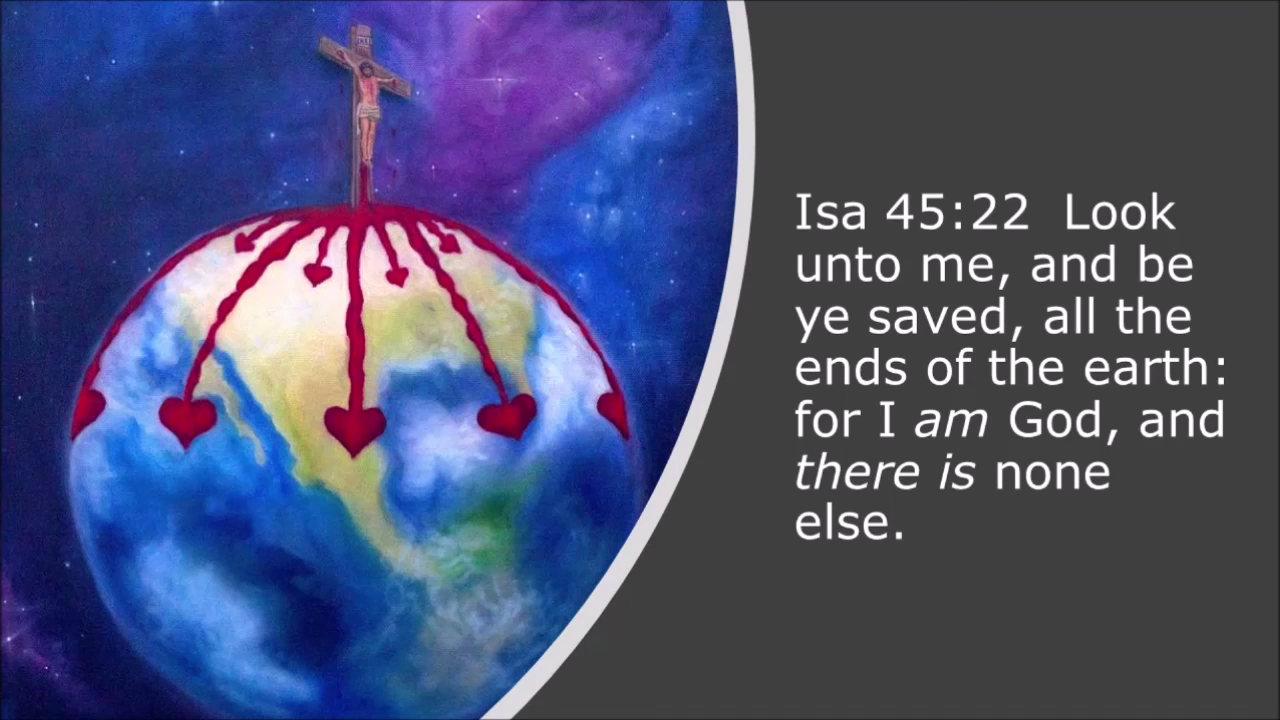 Isa 45:22  Look
unto me, and be
ye saved, all the
ends of the earth:
for I am God, and
there is none
else.